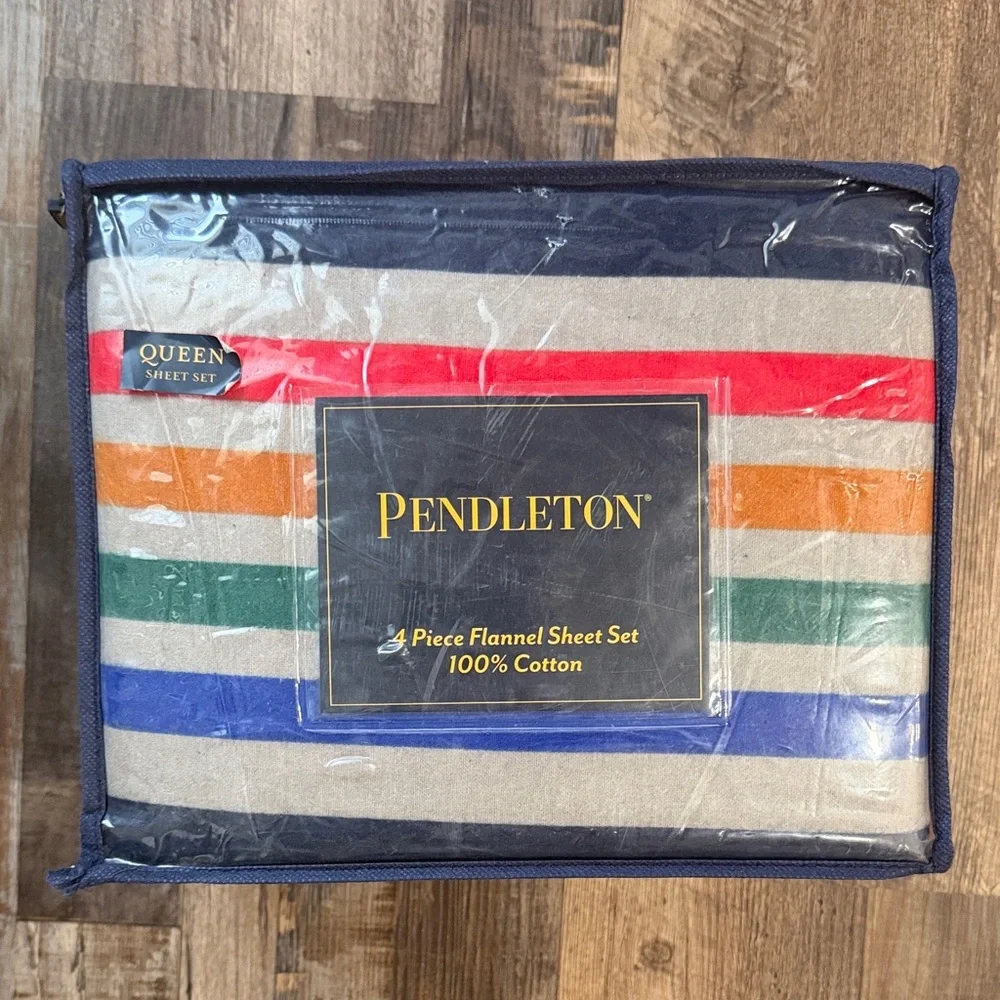 QUEEN
SHEET SET
PENDLETON®
4 Piece Flannel Sheet Set
100% Cotton